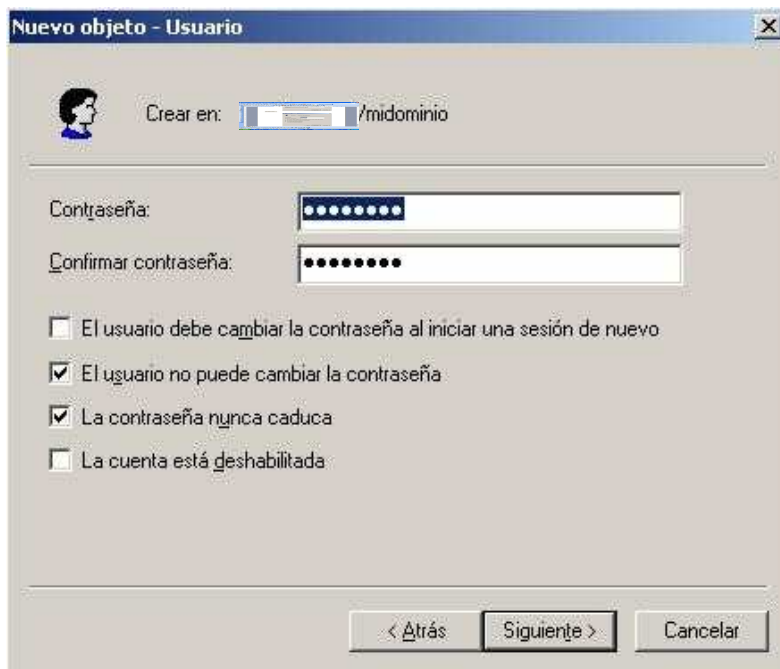 Nuevo objeto - Usuario
Crear en: /midominio
Contraseña: ●●●●●●●●
Confirmar contraseña: ●●●●●●●●
El usuario debe cambiar la contraseña al iniciar una sesión de nuevo
El usuario no puede cambiar la contraseña
La contraseña nunca caduca
La cuenta está deshabilitada
< Atrás Siguiente > Cancelar